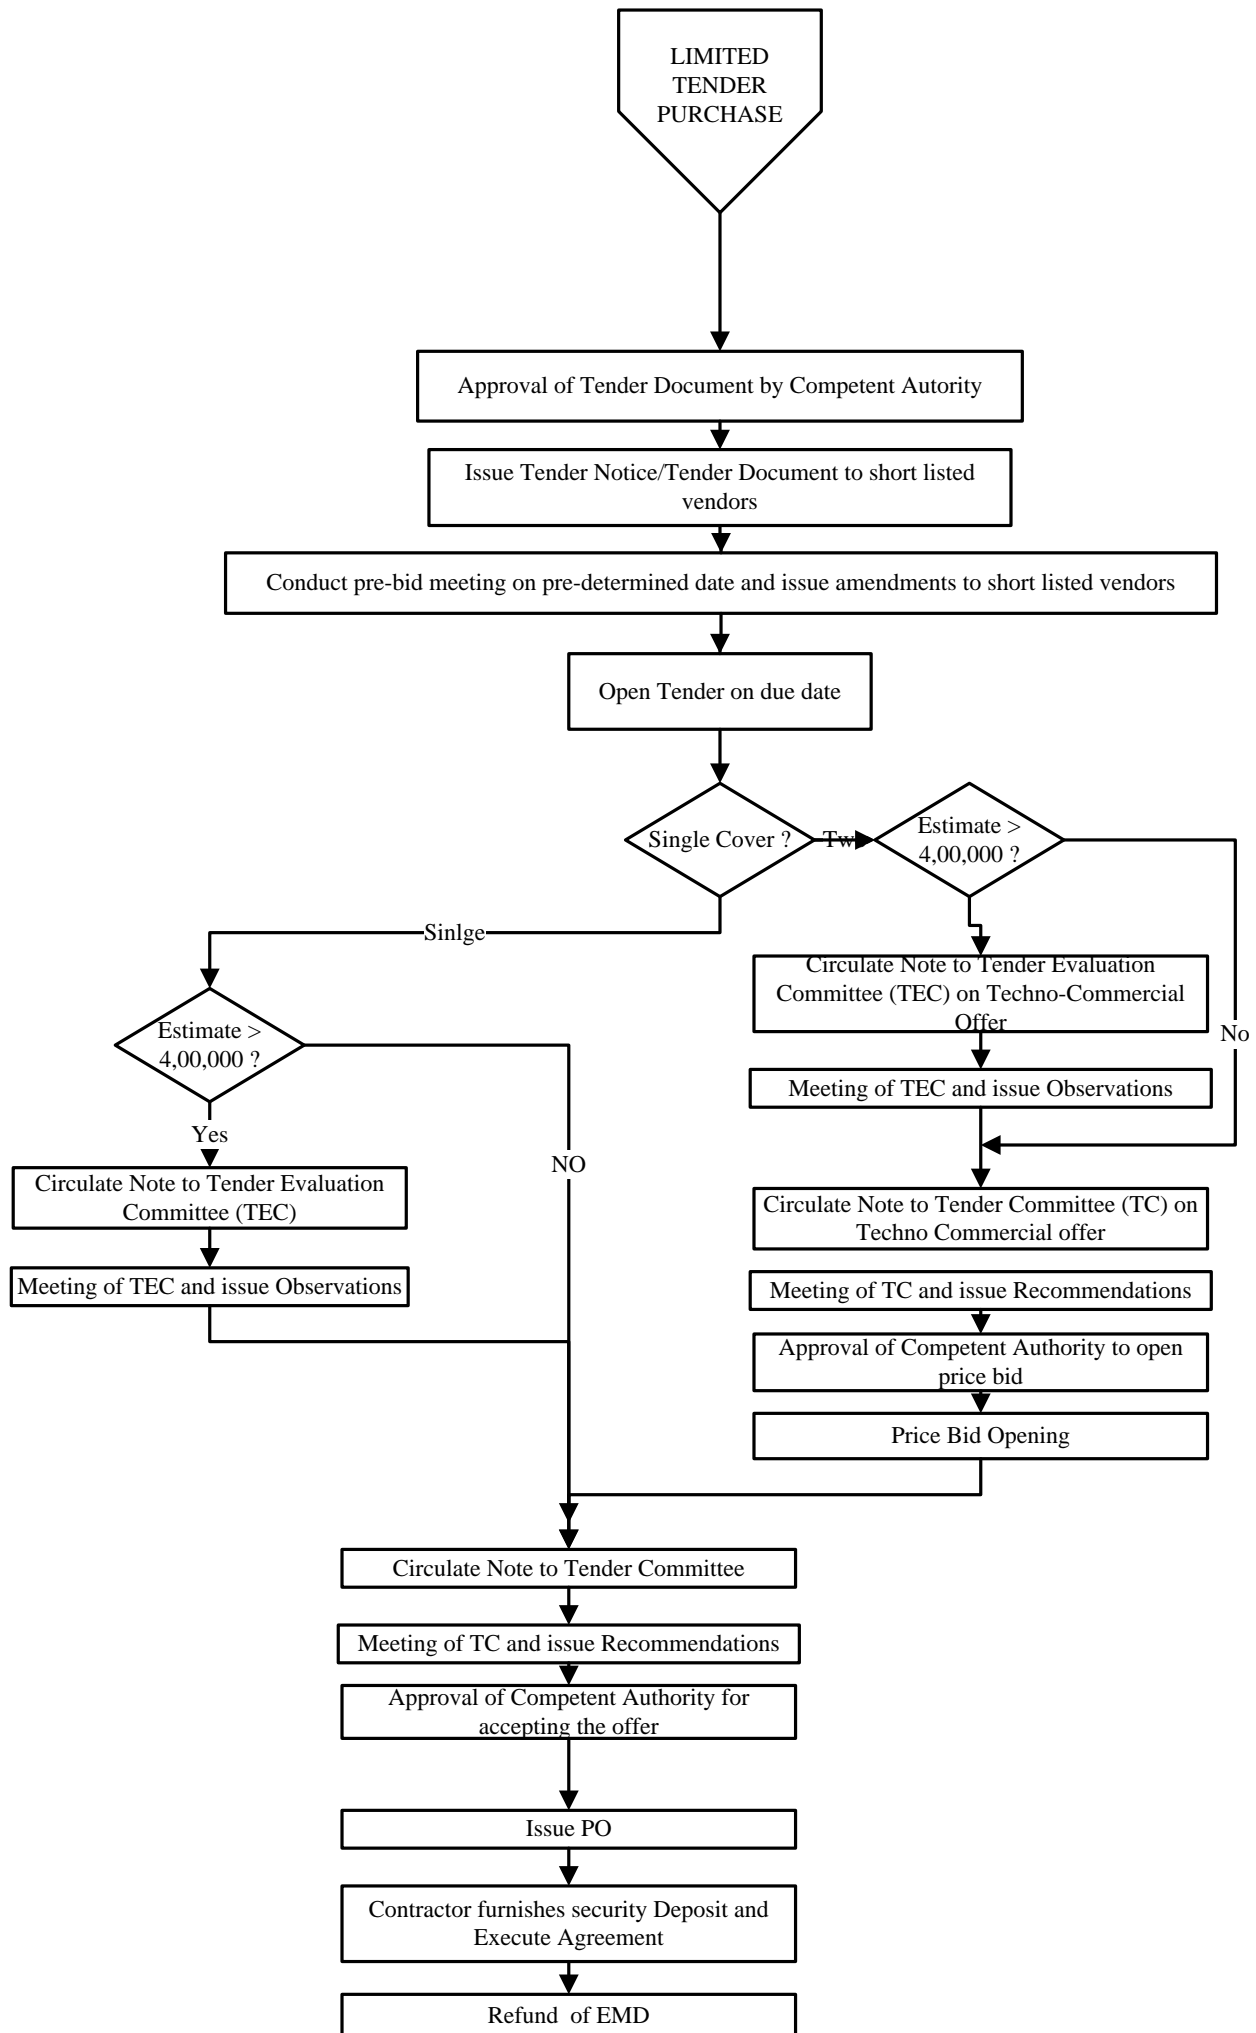 LIMITED
TENDER
PURCHASE
Approval of Tender Document by Competent Autority
Issue Tender Notice/Tender Document to short listed
vendors
Conduct pre-bid meeting on pre-determined date and issue amendments to short listed vendors
Open Tender on due date
Single Cover ?
Tw
Estimate >
4,00,000 ?
Sinlge
Circulate Note to Tender Evaluation
Committee (TEC) on Techno-Commercial
Offer
No
Estimate >
4,00,000 ?
Meeting of TEC and issue Observations
Yes
NO
Circulate Note to Tender Evaluation
Committee (TEC)
Circulate Note to Tender Committee (TC) on
Techno Commercial offer
Meeting of TEC and issue Observations
Meeting of TC and issue Recommendations
Approval of Competent Authority to open
price bid
Price Bid Opening
Circulate Note to Tender Committee
Meeting of TC and issue Recommendations
Approval of Competent Authority for
accepting the offer
Issue PO
Contractor furnishes security Deposit and
Execute Agreement
Refund of EMD